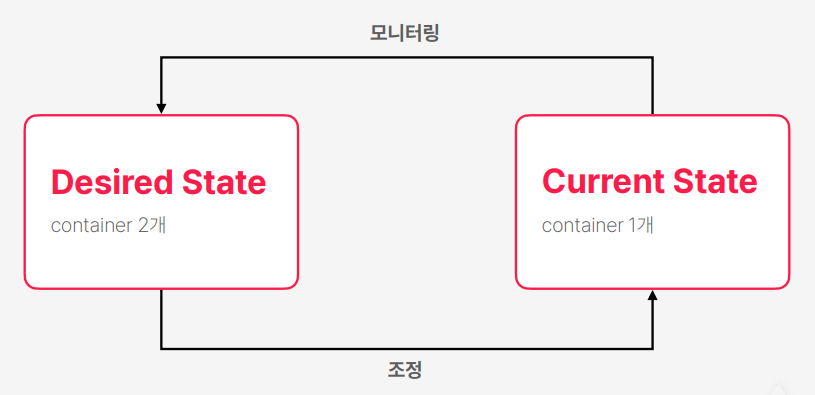 모니터링
Desired State
container 2개
Current State
container 1개
조정